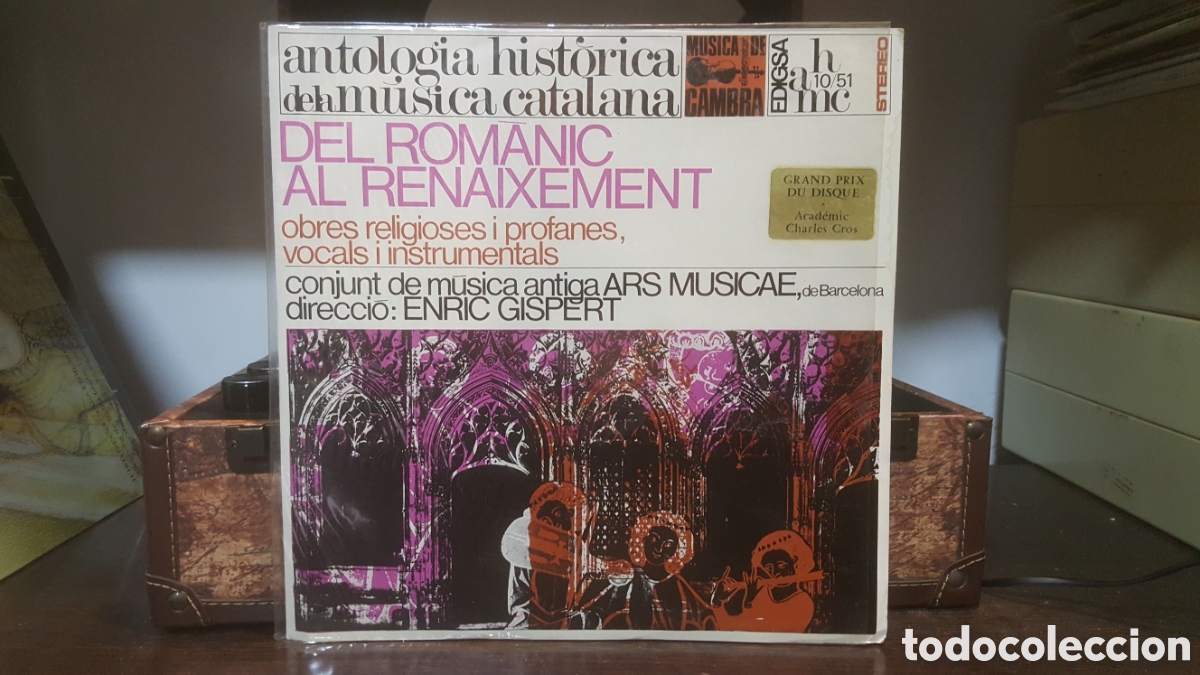 antologia històrica
de la música catalana
MUSICA DE
CAMBRA
EDIGSA
ah
mc
10/51
STEREO
DEL ROMÀNIC
AL RENAIXEMENT
obres religioses i profanes,
vocals i instrumentals
GRAND PRIX
DU DISQUE
Académic
Charles Cros
conjunt de música antiga ARS MUSICAE, de Barcelona
direcció: ENRIC GISPERT
todocoleccion